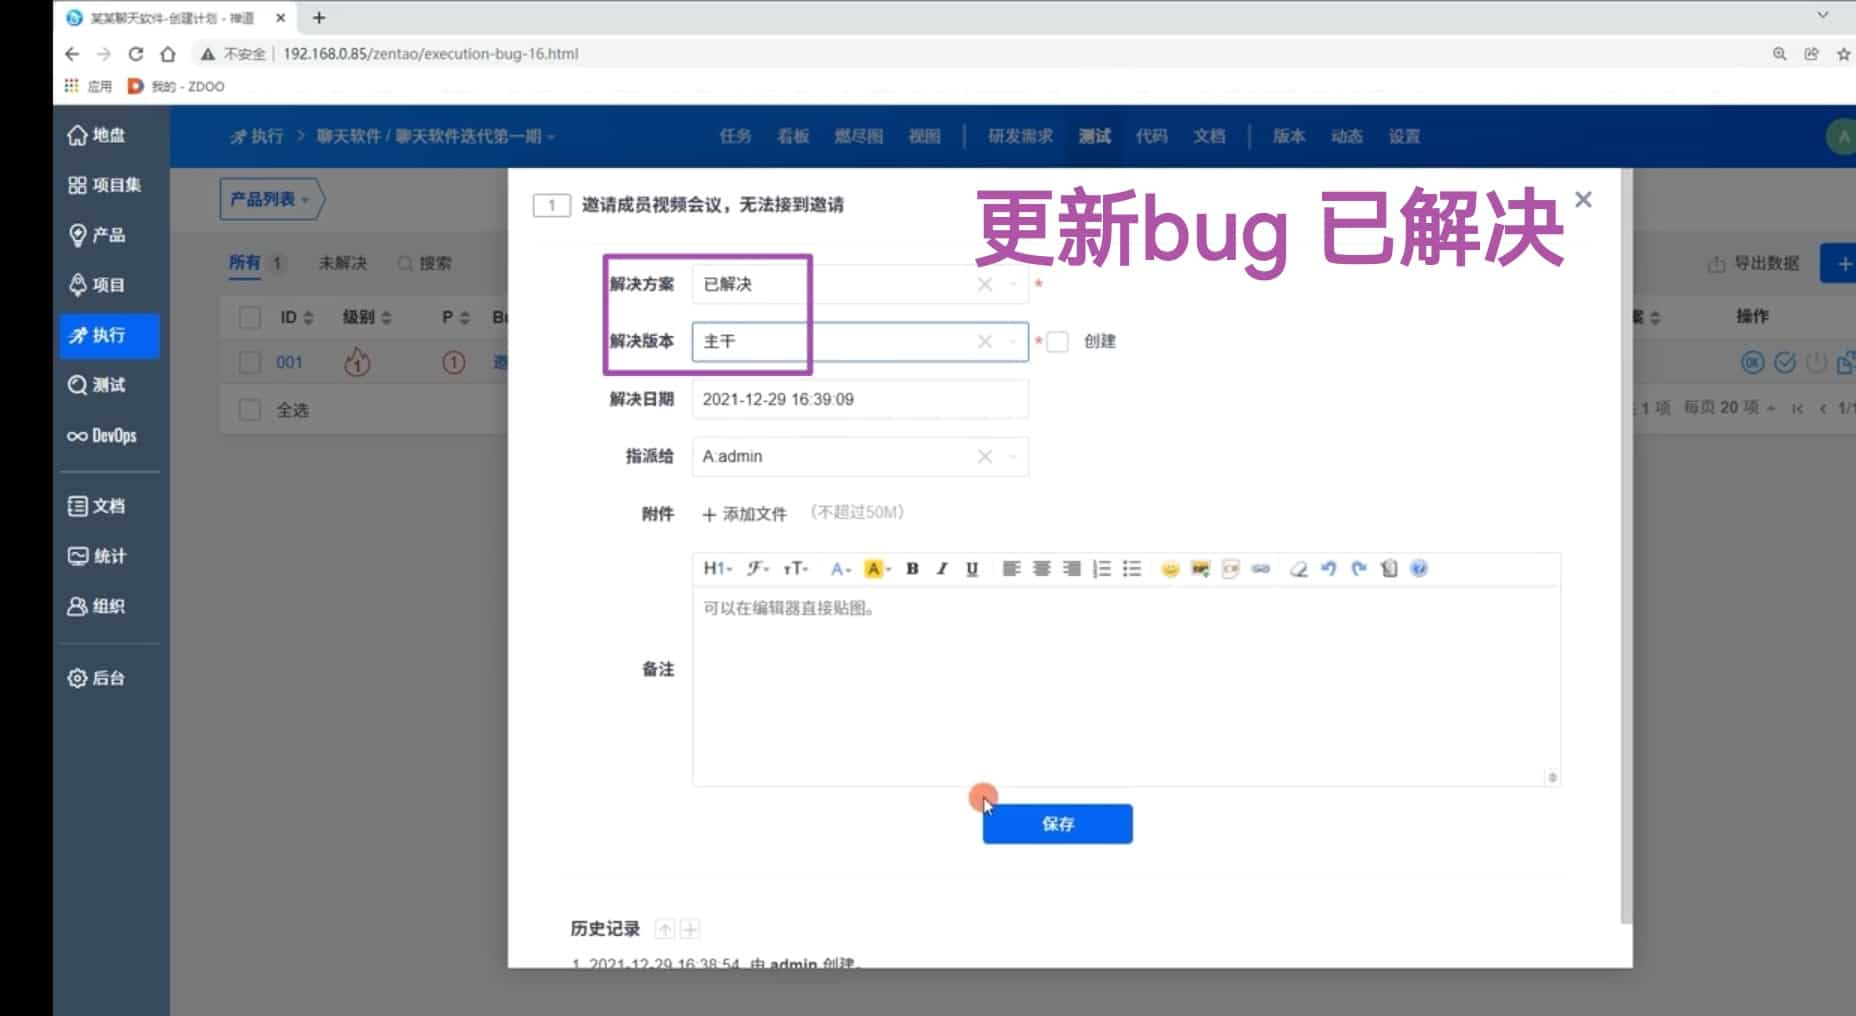 某某聊天软件-创建计划 - 禅道
不安全 | 192.168.0.85/zentao/execution-bug-16.html
应用 我的 - ZDOO
地盘
项目集
产品
项目
执行
测试
DevOps
文档
统计
组织
后台
执行 > 聊天软件 / 聊天软件迭代第一期
任务 看板 燃尽图 视图 | 研发需求 测试 代码 文档 | 版本 动态 设置
A
产品列表
所有 1 未解决 搜索
导出数据
ID 级别 P
操作
001 1 1
全选
1 项 每页 20 项
1 邀请成员视频会议，无法接到邀请
更新bug 已解决
解决方案 已解决 *
解决版本 主干 * 创建
解决日期 2021-12-29 16:39:09
指派给 A:admin
附件 + 添加文件 （不超过50M）
H1 F тT A A B I U
可以在编辑器直接贴图。
备注
保存
历史记录
1. 2021-12-29 16:38:54, 由 admin 创建。